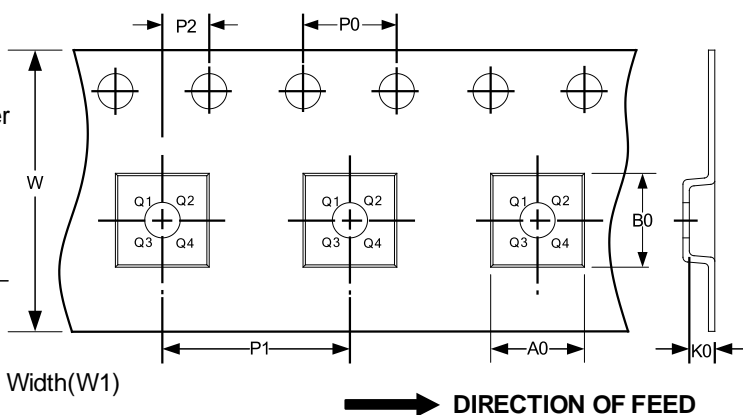 P2 P0
er
W
Q1 Q2 Q1 Q2 Q1 Q2
B0
Q3 Q4 Q3 Q4 Q3 Q4
P1 A0 K0
Width(W1)
DIRECTION OF FEED